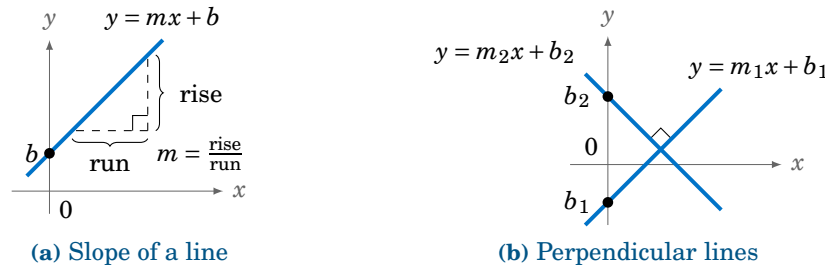 y
y = mx + b
rise
b
run
m = rise/run
x
0
(a) Slope of a line
y
y = m₂x + b₂
y = m₁x + b₁
b₂
0
x
b₁
(b) Perpendicular lines